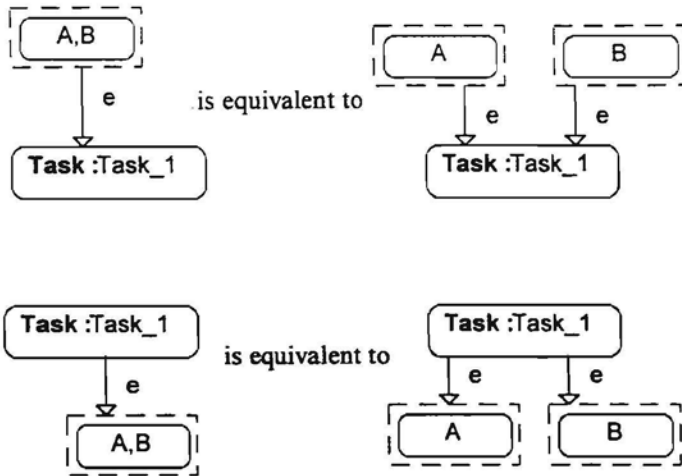 A,B
e
is equivalent to
A
B
e
e
Task :Task_1
Task :Task_1
Task :Task_1
e
is equivalent to
Task :Task_1
e
e
A,B
A
B